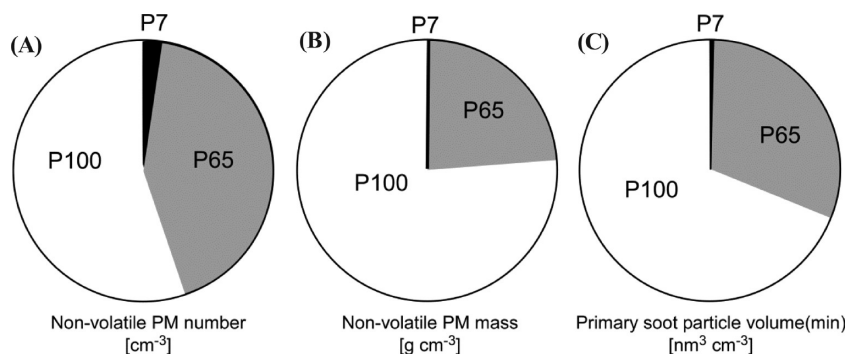 (A)
P7
P65
P100
Non-volatile PM number
[cm-3]
(B)
P7
P65
P100
Non-volatile PM mass
[g cm-3]
(C)
P7
P65
P100
Primary soot particle volume(min)
[nm3 cm-3]